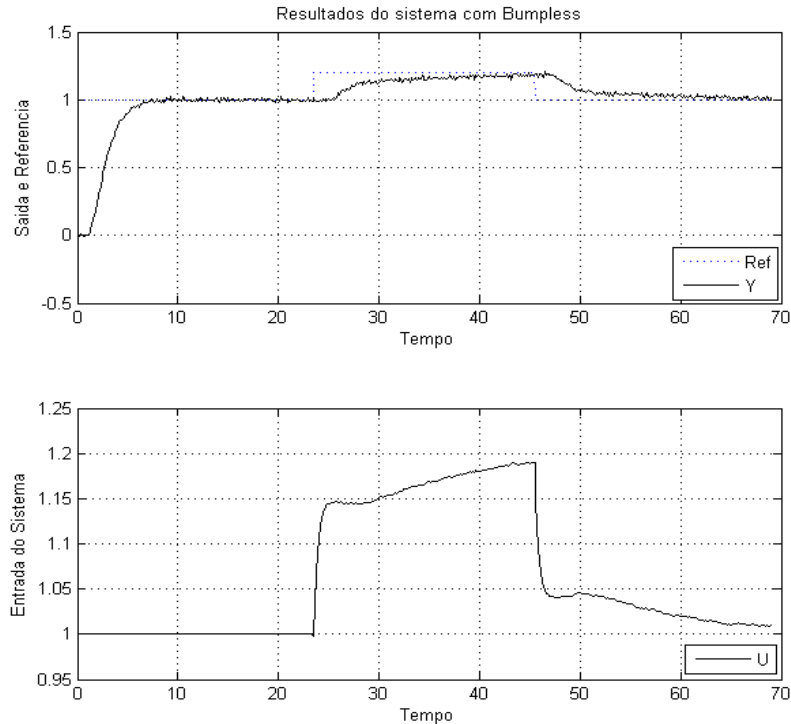 Resultados do sistema com Bumpless
Saida e Referencia
1.5
1
0.5
0
-0.5
0 10 20 30 40 50 60 70
Tempo
Ref
Y
Entrada do Sistema
1.25
1.2
1.15
1.1
1.05
1
0.95
0 10 20 30 40 50 60 70
Tempo
U